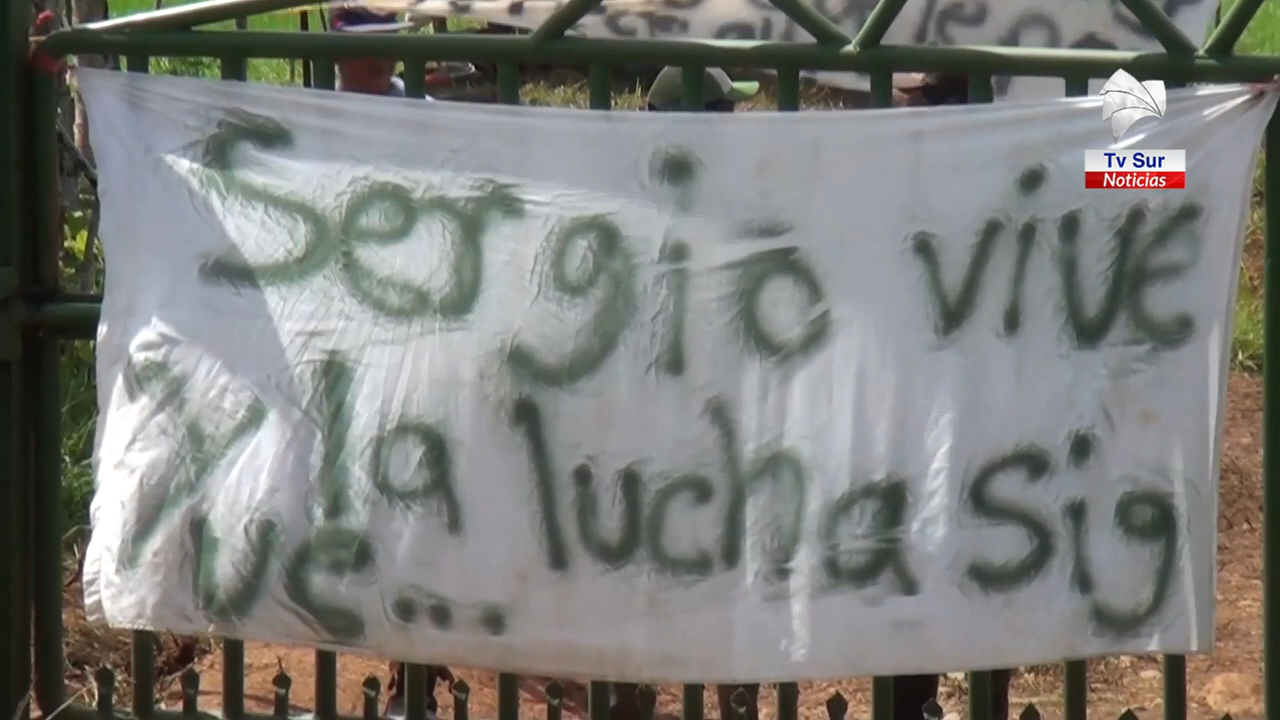 Sergio vive
y la lucha sig
ue...
Tv Sur
Noticias